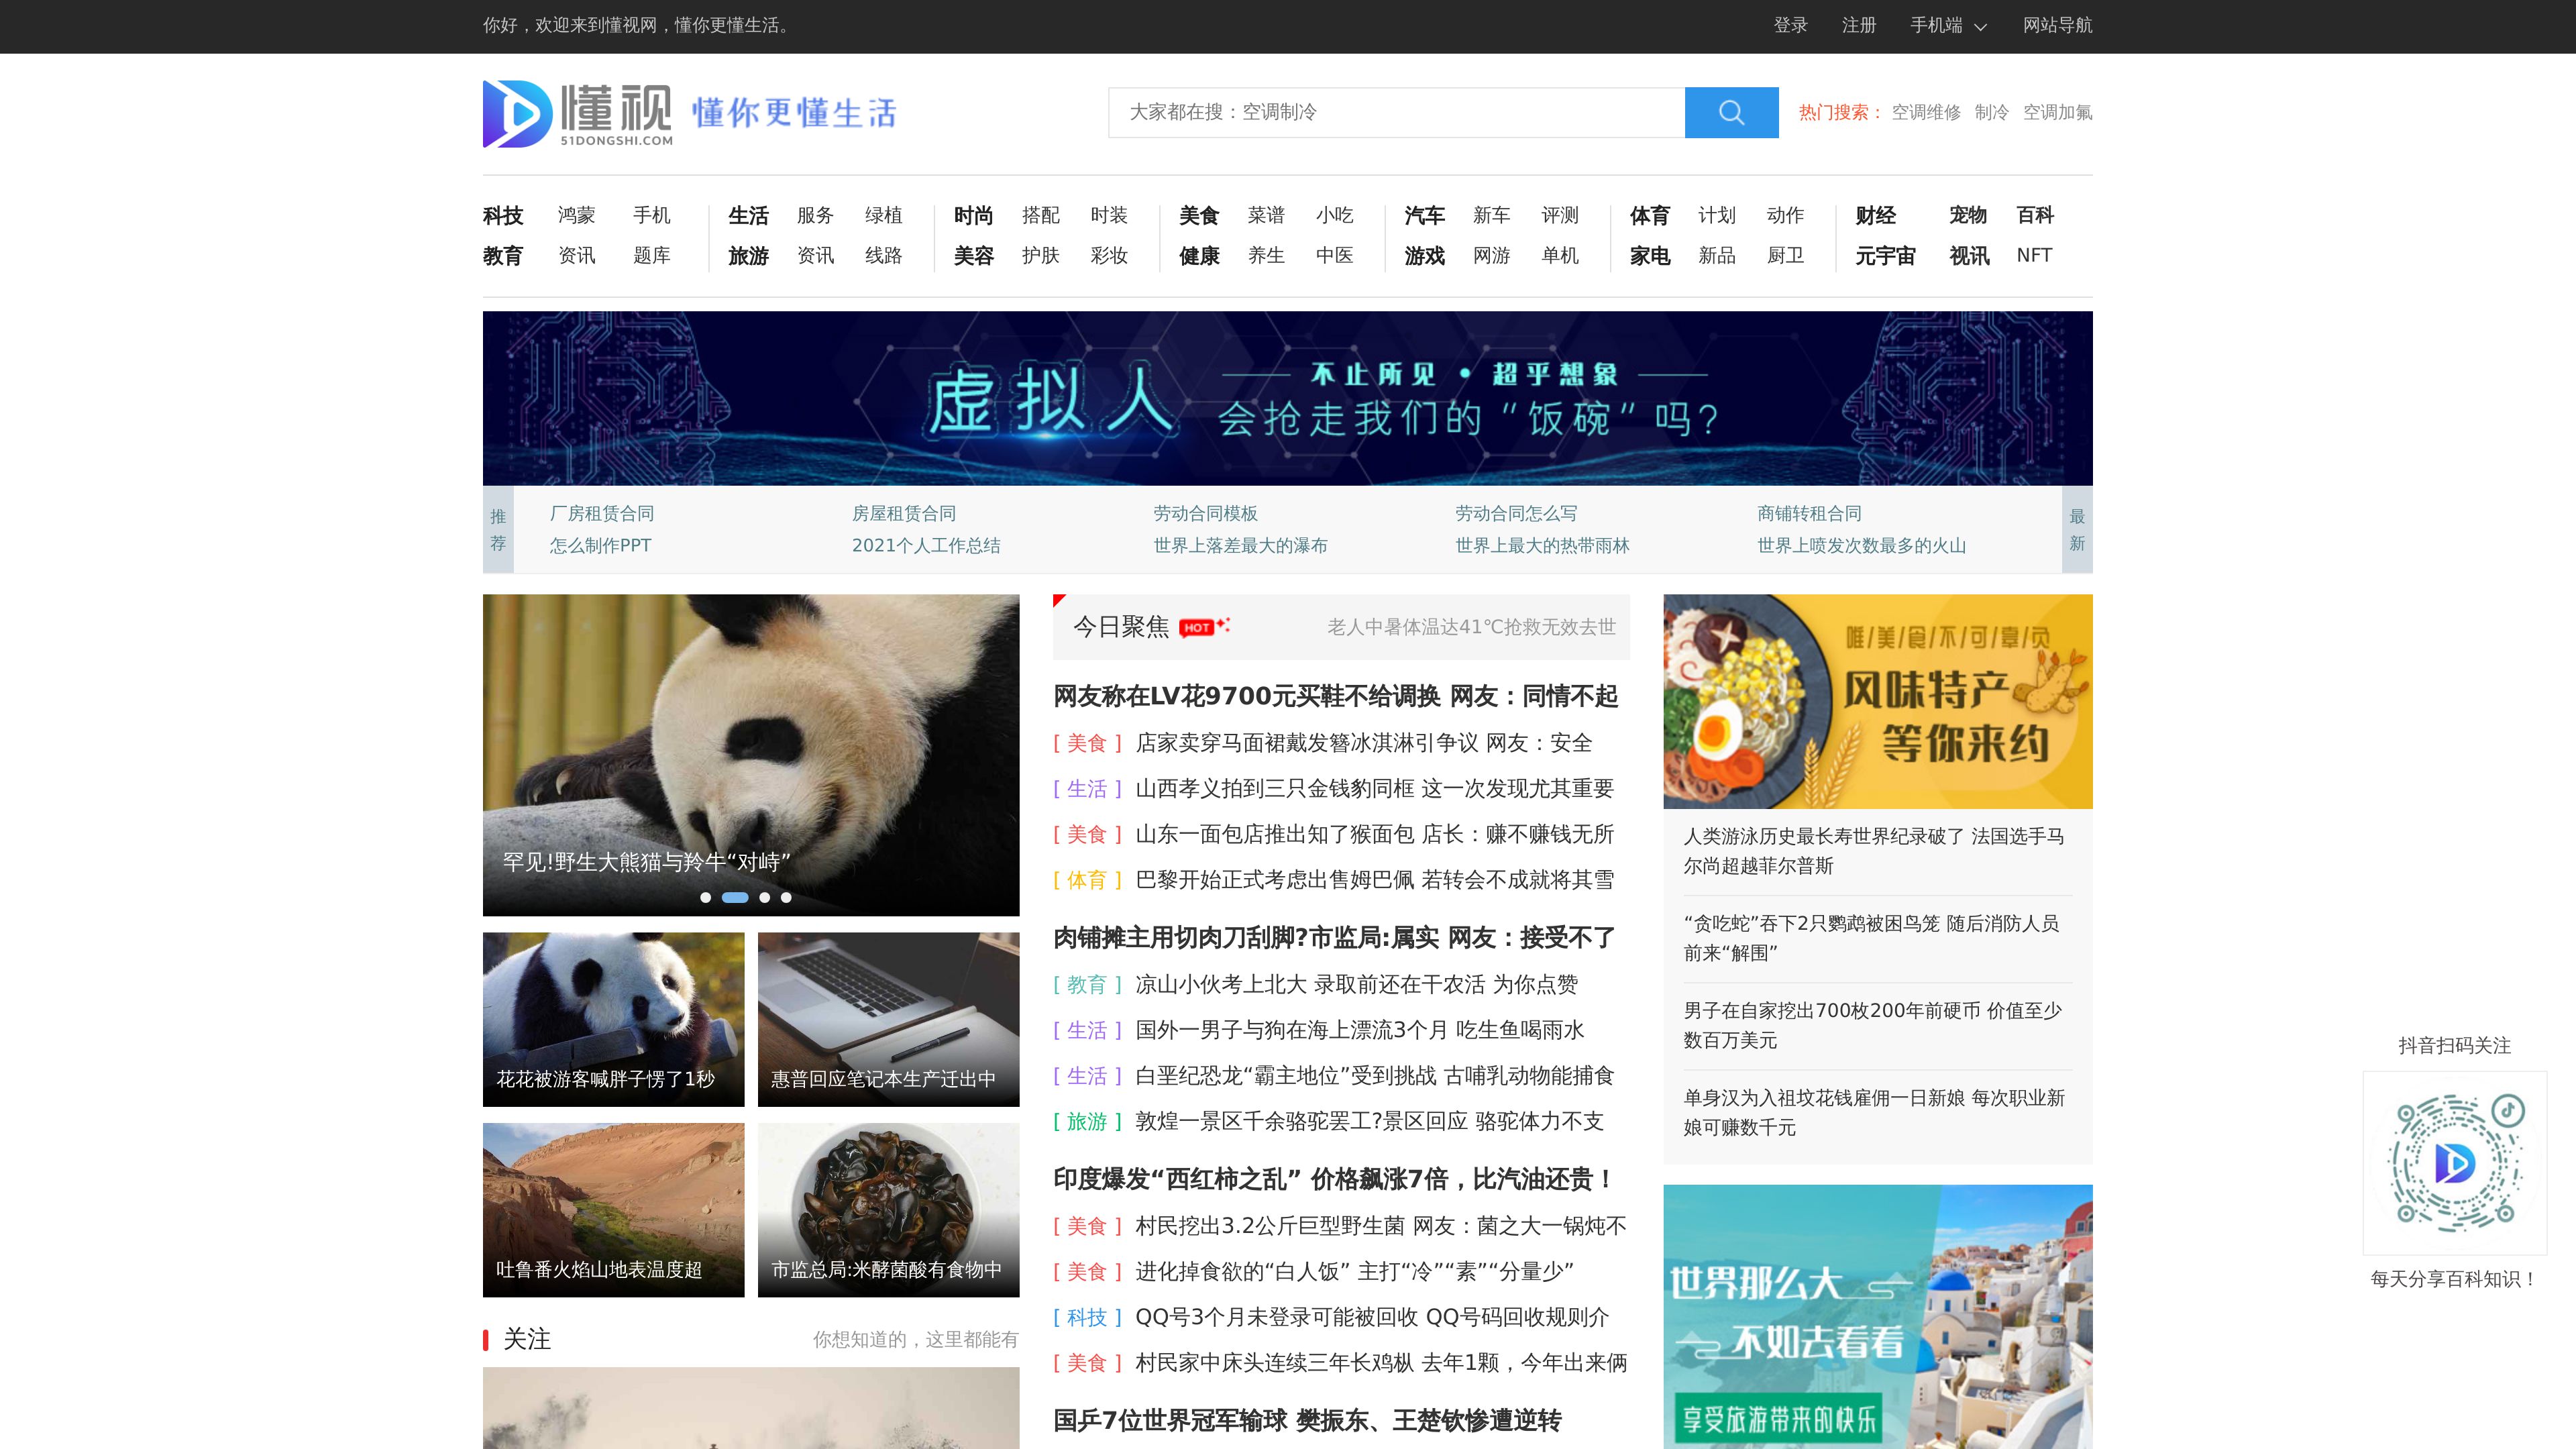 你好，欢迎来到懂视网，懂你更懂生活。
登录 注册 手机端 网站导航
懂视
51DONGSHI.COM
懂你更懂生活
大家都在搜：空调制冷
热门搜索： 空调维修 制冷 空调加氟
科技 鸿蒙 手机 生活 服务 绿植 时尚 搭配 时装 美食 菜谱 小吃 汽车 新车 评测 体育 计划 动作 财经 宠物 百科
教育 资讯 题库 旅游 资讯 线路 美容 护肤 彩妆 健康 养生 中医 游戏 网游 单机 家电 新品 厨卫 元宇宙 视讯 NFT
虚拟人
不止所见·超乎想象
会抢走我们的“饭碗”吗？
推荐
厂房租赁合同 房屋租赁合同 劳动合同模板 劳动合同怎么写 商铺转租合同
怎么制作PPT 2021个人工作总结 世界上落差最大的瀑布 世界上最大的热带雨林 世界上喷发次数最多的火山
最新
罕见!野生大熊猫与羚牛“对峙”
花花被游客喊胖子愣了1秒
惠普回应笔记本生产迁出中
吐鲁番火焰山地表温度超
市监总局:米酵菌酸有食物中
关注
你想知道的，这里都能有
今日聚焦 HOT
老人中暑体温达41℃抢救无效去世
网友称在LV花9700元买鞋不给调换 网友：同情不起
[ 美食 ] 店家卖穿马面裙戴发簪冰淇淋引争议 网友：安全
[ 生活 ] 山西孝义拍到三只金钱豹同框 这一次发现尤其重要
[ 美食 ] 山东一面包店推出知了猴面包 店长：赚不赚钱无所
[ 体育 ] 巴黎开始正式考虑出售姆巴佩 若转会不成就将其雪
肉铺摊主用切肉刀刮脚?市监局:属实 网友：接受不了
[ 教育 ] 凉山小伙考上北大 录取前还在干农活 为你点赞
[ 生活 ] 国外一男子与狗在海上漂流3个月 吃生鱼喝雨水
[ 生活 ] 白垩纪恐龙“霸主地位”受到挑战 古哺乳动物能捕食
[ 旅游 ] 敦煌一景区千余骆驼罢工?景区回应 骆驼体力不支
印度爆发“西红柿之乱” 价格飙涨7倍，比汽油还贵！
[ 美食 ] 村民挖出3.2公斤巨型野生菌 网友：菌之大一锅炖不
[ 美食 ] 进化掉食欲的“白人饭” 主打“冷”“素”“分量少”
[ 科技 ] QQ号3个月未登录可能被回收 QQ号码回收规则介
[ 美食 ] 村民家中床头连续三年长鸡枞 去年1颗，今年出来俩
国乒7位世界冠军输球 樊振东、王楚钦惨遭逆转
唯/美/食/不/可/辜/负
风味特产
等你来约
人类游泳历史最长寿世界纪录破了 法国选手马
尔尚超越菲尔普斯
“贪吃蛇”吞下2只鹦鹉被困鸟笼 随后消防人员
前来“解围”
男子在自家挖出700枚200年前硬币 价值至少
数百万美元
单身汉为入祖坟花钱雇佣一日新娘 每次职业新
娘可赚数千元
世界那么大
不如去看看
享受旅游带来的快乐
抖音扫码关注
每天分享百科知识！